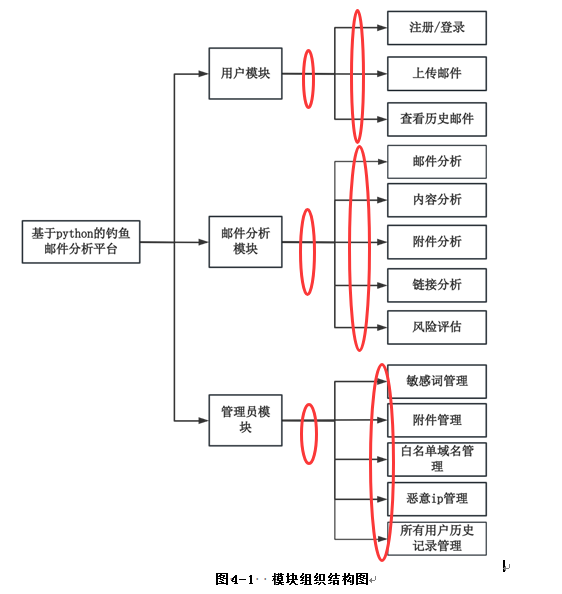 注册/登录
用户模块
上传邮件
查看历史邮件
邮件分析
内容分析
基于python的钓鱼
邮件分析平台
邮件分析
模块
附件分析
链接分析
风险评估
敏感词管理
管理员模
块
附件管理
白名单域名管
理
恶意ip管理
所有用户历史
记录管理
图4-1 模块组织结构图